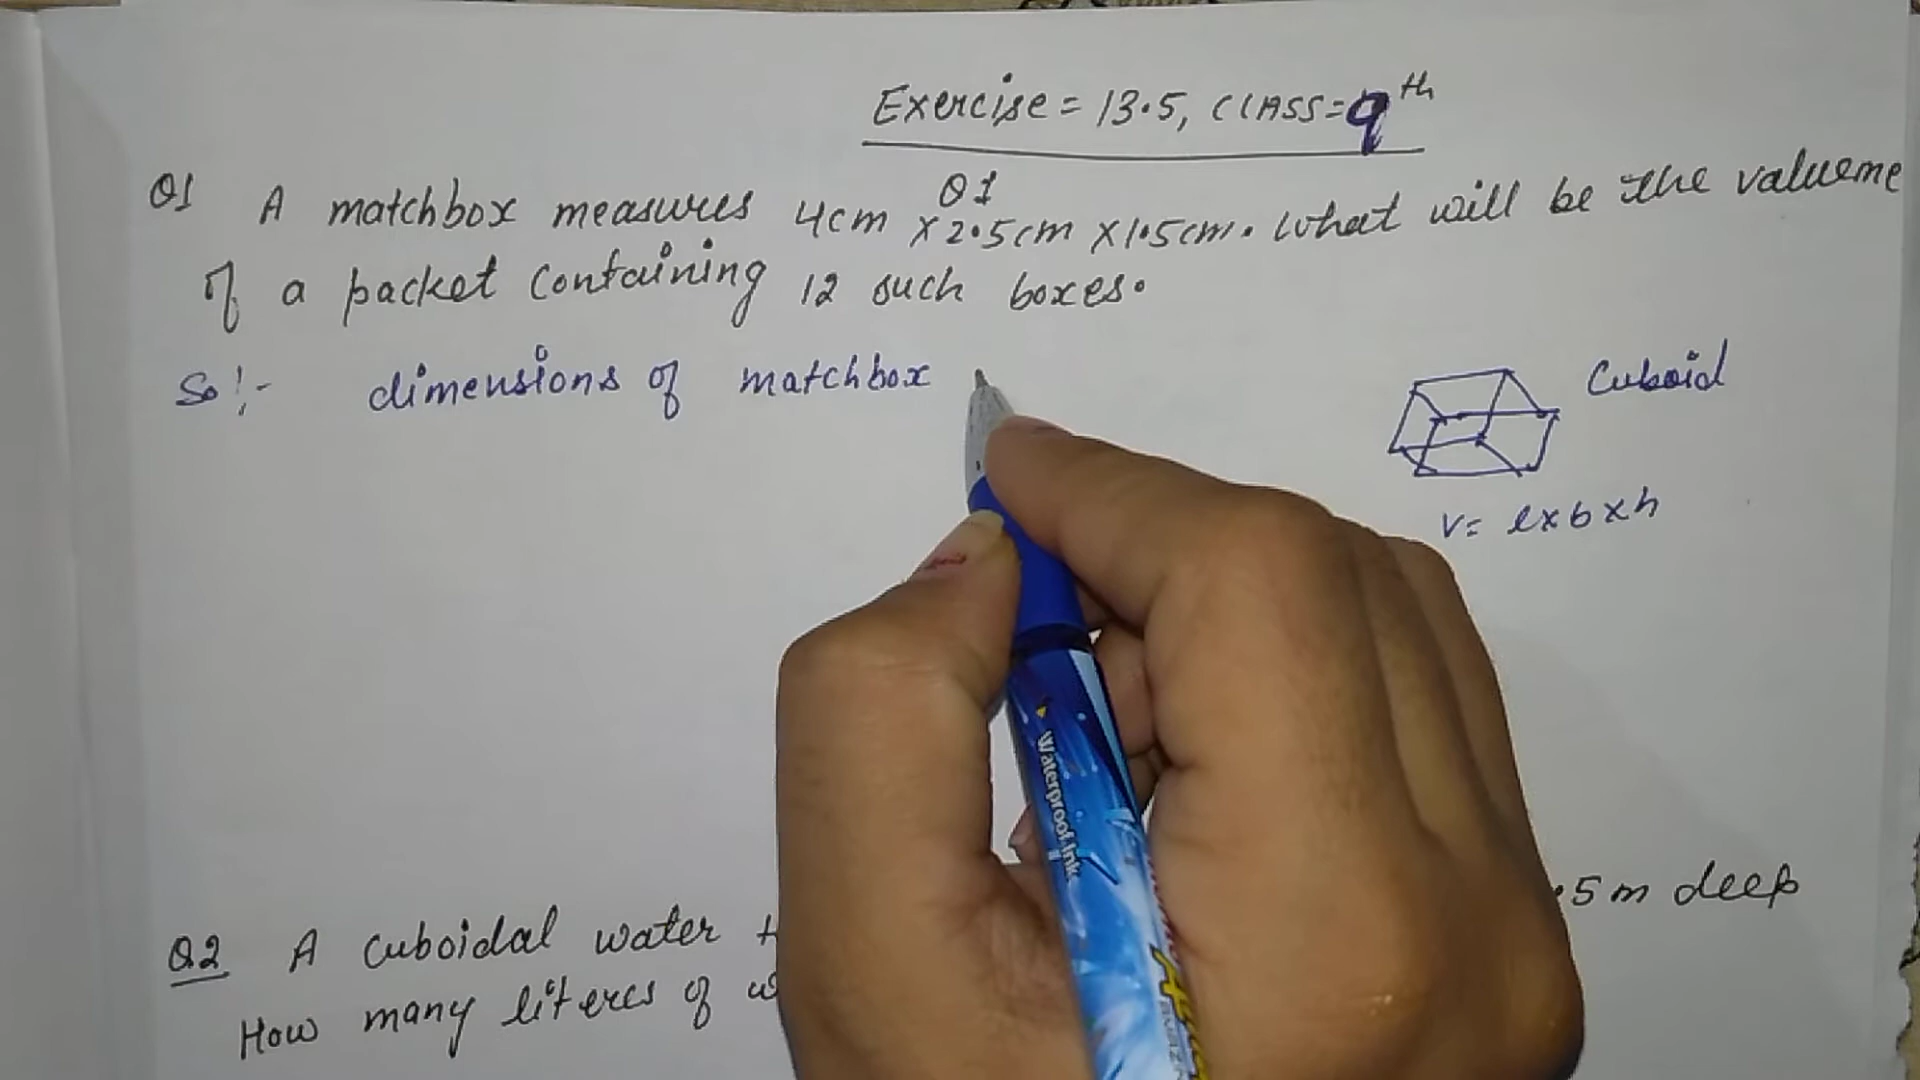 Exercise = 13.5, CLASS = 9th
Q1
Q1 A matchbox measures 4cm x 2.5cm x 1.5cm. What will be the valueme
of a packet containing 12 such boxes.
So!:- dimensions of matchbox
Cuboid
V = l x b x h
Q2 A cuboidal water .5m deep
How many literes of
Waterproof Ink